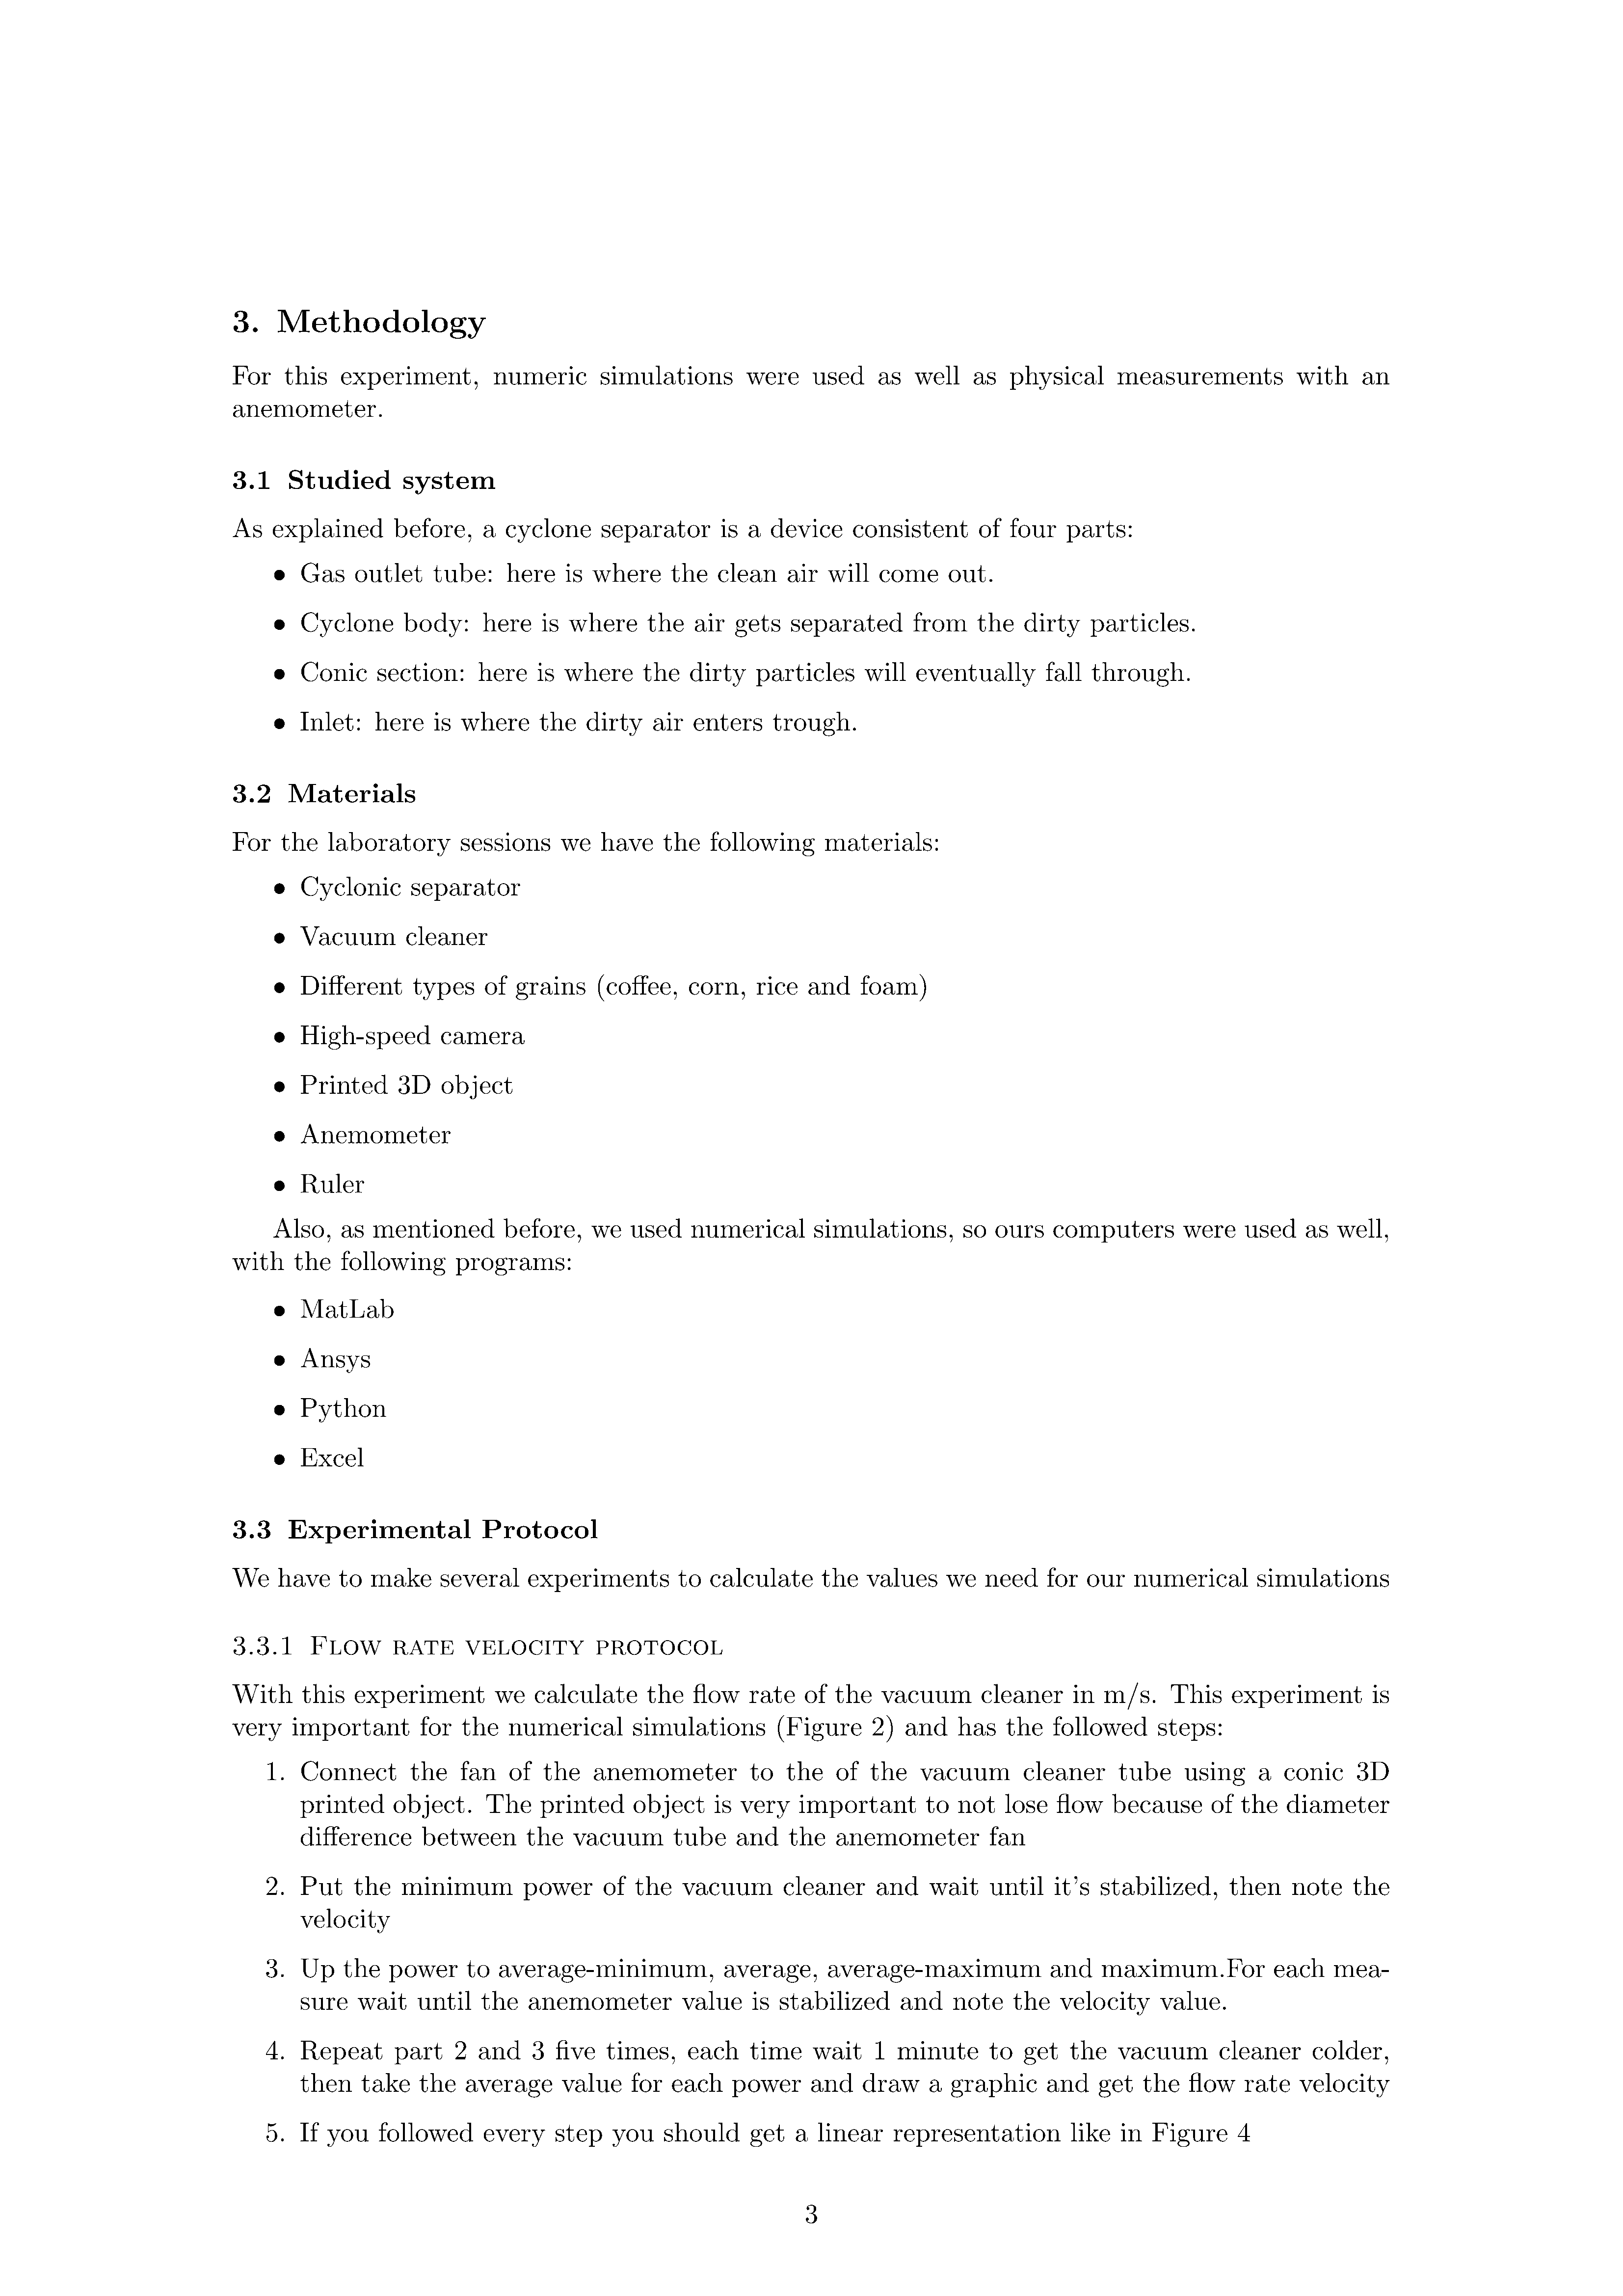 3. Methodology
For this experiment, numeric simulations were used as well as physical measurements with an
anemometer.
3.1 Studied system
As explained before, a cyclone separator is a device consistent of four parts:
• Gas outlet tube: here is where the clean air will come out.
• Cyclone body: here is where the air gets separated from the dirty particles.
• Conic section: here is where the dirty particles will eventually fall through.
• Inlet: here is where the dirty air enters trough.
3.2 Materials
For the laboratory sessions we have the following materials:
• Cyclonic separator
• Vacuum cleaner
• Different types of grains (coffee, corn, rice and foam)
• High-speed camera
• Printed 3D object
• Anemometer
• Ruler
Also, as mentioned before, we used numerical simulations, so ours computers were used as well,
with the following programs:
• MatLab
• Ansys
• Python
• Excel
3.3 Experimental Protocol
We have to make several experiments to calculate the values we need for our numerical simulations
3.3.1 Flow rate velocity protocol
With this experiment we calculate the flow rate of the vacuum cleaner in m/s. This experiment is
very important for the numerical simulations (Figure 2) and has the followed steps:
1. Connect the fan of the anemometer to the of the vacuum cleaner tube using a conic 3D
printed object. The printed object is very important to not lose flow because of the diameter
difference between the vacuum tube and the anemometer fan
2. Put the minimum power of the vacuum cleaner and wait until it's stabilized, then note the
velocity
3. Up the power to average-minimum, average, average-maximum and maximum.For each mea-
sure wait until the anemometer value is stabilized and note the velocity value.
4. Repeat part 2 and 3 five times, each time wait 1 minute to get the vacuum cleaner colder,
then take the average value for each power and draw a graphic and get the flow rate velocity
5. If you followed every step you should get a linear representation like in Figure 4
3